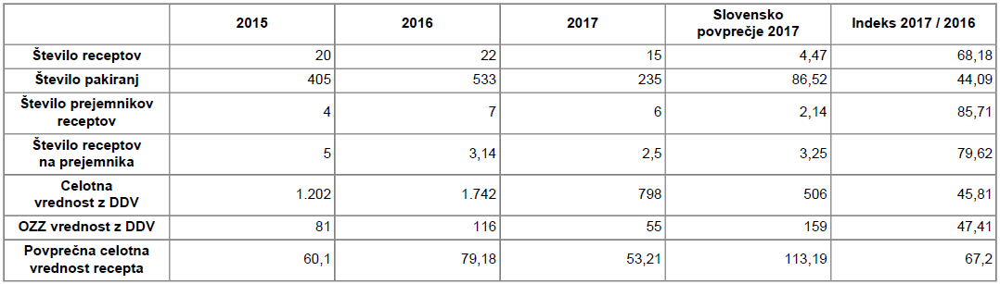 2015 2016 2017 Slovensko povprečje 2017 Indeks 2017 / 2016
Število receptov 20 22 15 4,47 68,18
Število pakiranj 405 533 235 86,52 44,09
Število prejemnikov receptov 4 7 6 2,14 85,71
Število receptov na prejemnika 5 3,14 2,5 3,25 79,62
Celotna vrednost z DDV 1.202 1.742 798 506 45,81
OZZ vrednost z DDV 81 116 55 159 47,41
Povprečna celotna vrednost recepta 60,1 79,18 53,21 113,19 67,2